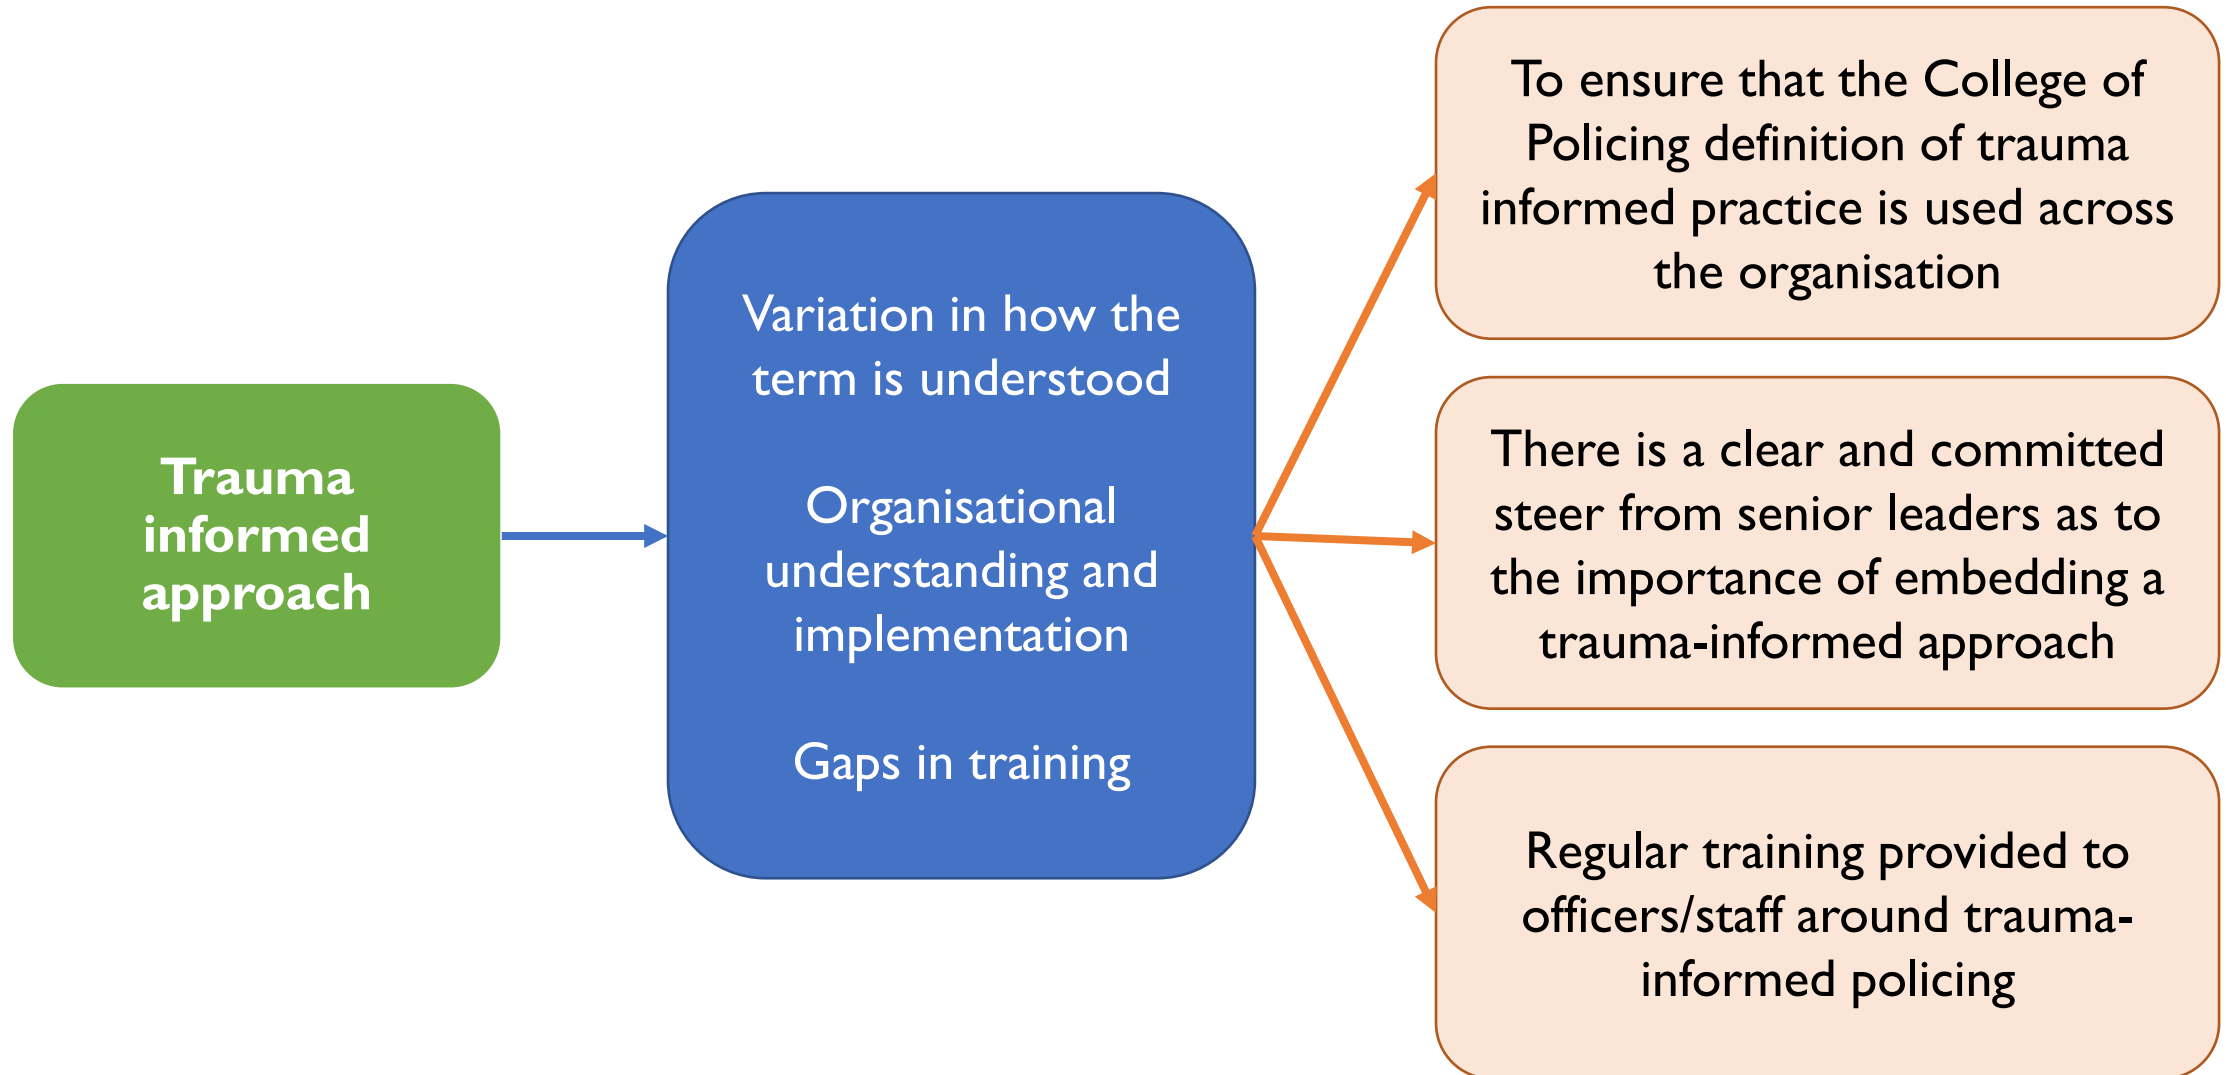 Trauma
informed
approach
Variation in how the
term is understood
Organisational
understanding and
implementation
Gaps in training
To ensure that the College of
Policing definition of trauma
informed practice is used across
the organisation
There is a clear and committed
steer from senior leaders as to
the importance of embedding a
trauma-informed approach
Regular training provided to
officers/staff around trauma-
informed policing